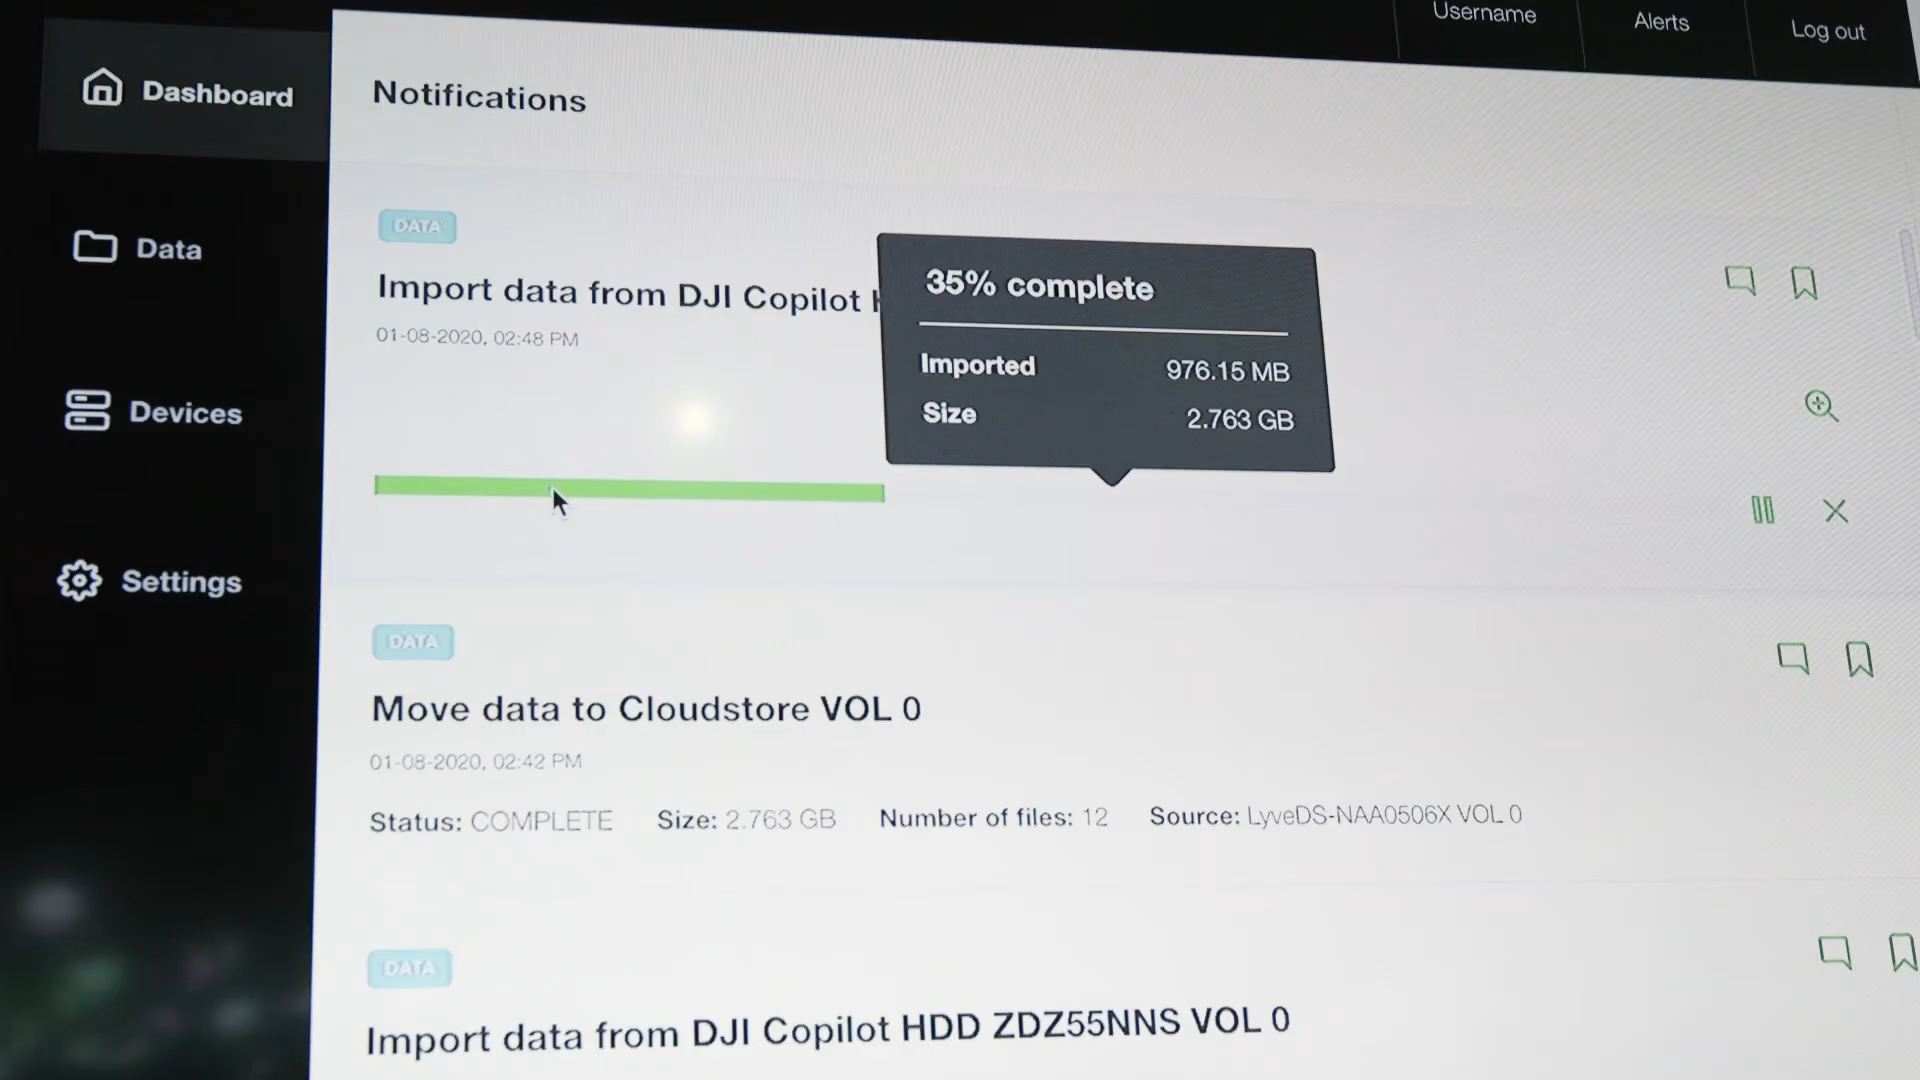 Username
Alerts
Log out
Dashboard
Data
Devices
Settings
Notifications
DATA
Import data from DJI Copilot
01-08-2020, 02:48 PM
35% complete
Imported 976.15 MB
Size 2.763 GB
DATA
Move data to Cloudstore VOL 0
01-08-2020, 02:42 PM
Status: COMPLETE Size: 2.763 GB Number of files: 12 Source: LyveDS-NAA0506X VOL 0
DATA
Import data from DJI Copilot HDD ZDZ55NNS VOL 0